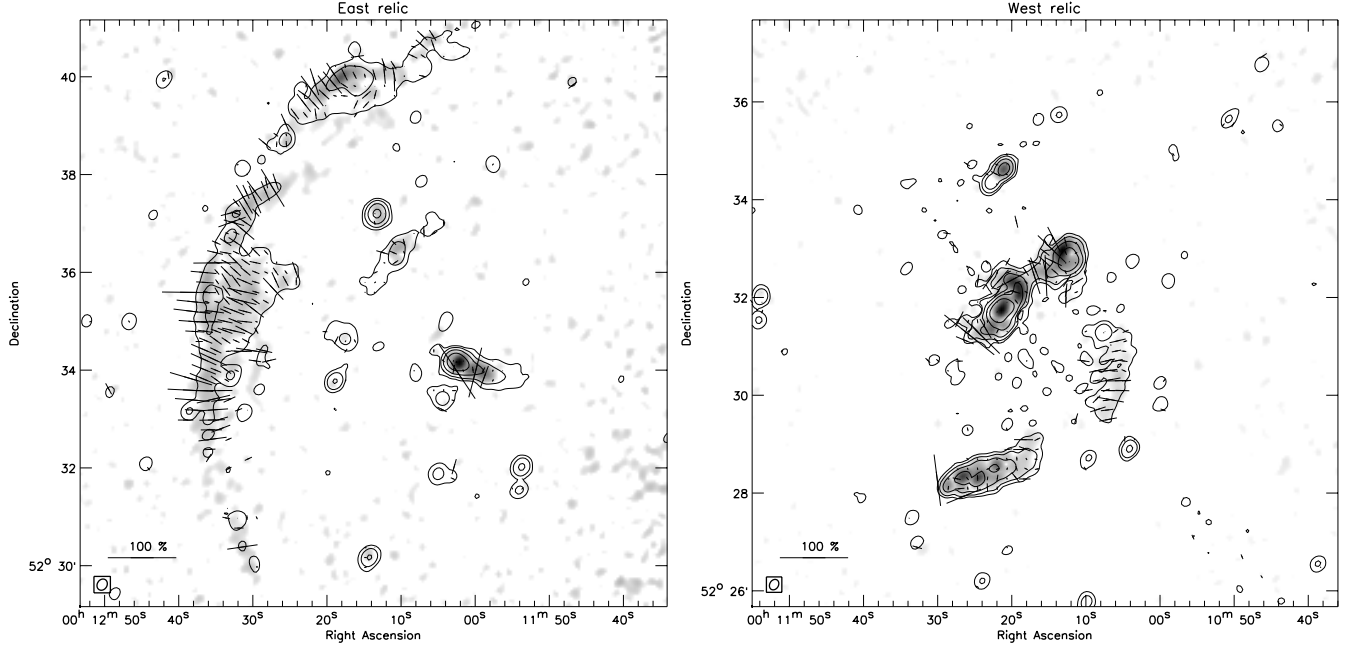 East relic
Declination
40
38
36
34
32
52° 30'
100 %
00h 12m 50s 40s 30s 20s 10s 00s 11m 50s
Right Ascension
West relic
Declination
36
34
32
30
28
52° 26'
100 %
00h 11m 50s 40s 30s 20s 10s 00s 10m 50s 40s
Right Ascension